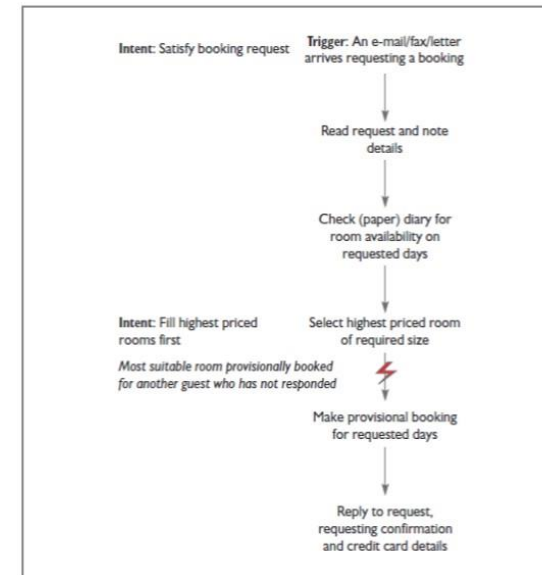 Intent: Satisfy booking request
Trigger: An e-mail/fax/letter
arrives requesting a booking
Read request and note
details
Check (paper) diary for
room availability on
requested days
Intent: Fill highest priced
rooms first
Select highest priced room
of required size
Most suitable room provisionally booked
for another guest who has not responded
Make provisional booking
for requested days
Reply to request,
requesting confirmation
and credit card details